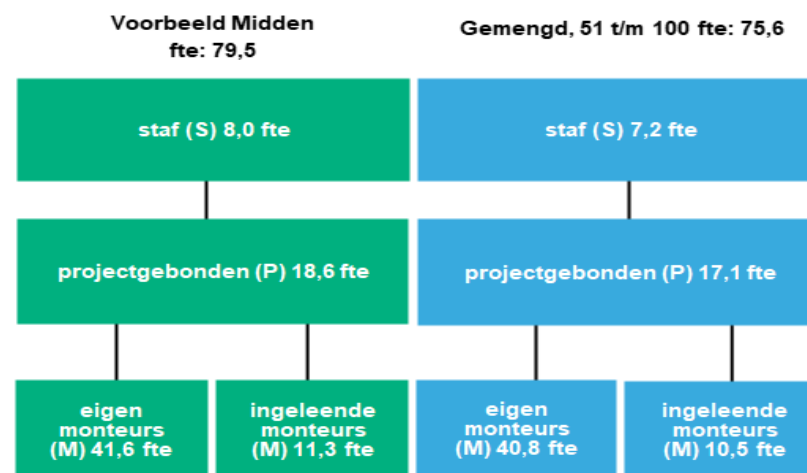 Voorbeeld Midden
fte: 79,5
Gemengd, 51 t/m 100 fte: 75,6
staf (S) 8,0 fte
staf (S) 7,2 fte
projectgebonden (P) 18,6 fte
projectgebonden (P) 17,1 fte
eigen
monteurs
(M) 41,6 fte
ingeleende
monteurs
(M) 11,3 fte
eigen
monteurs
(M) 40,8 fte
ingeleende
monteurs
(M) 10,5 fte